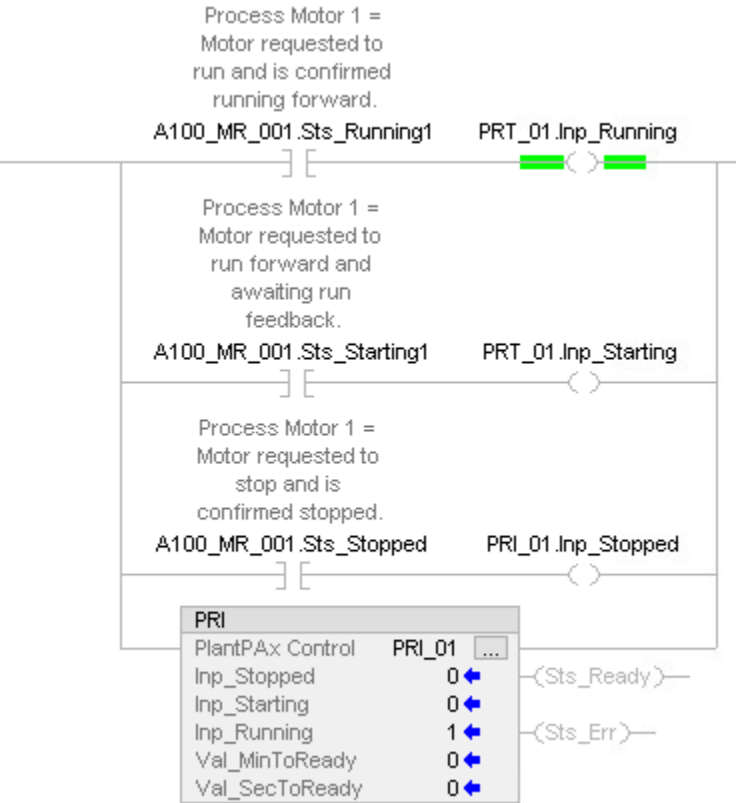 Process Motor 1 =
Motor requested to
run and is confirmed
running forward.
A100_MR_001.Sts_Running1 PRT_01.Inp_Running
Process Motor 1 =
Motor requested to
run forward and
awaiting run
feedback.
A100_MR_001.Sts_Starting1 PRT_01.Inp_Starting
Process Motor 1 =
Motor requested to
stop and is
confirmed stopped.
A100_MR_001.Sts_Stopped PRI_01.Inp_Stopped
PRI
PlantPAx Control PRI_01 ...
Inp_Stopped 0 (Sts_Ready)
Inp_Starting 0
Inp_Running 1 (Sts_Err)
Val_MinToReady 0
Val_SecToReady 0